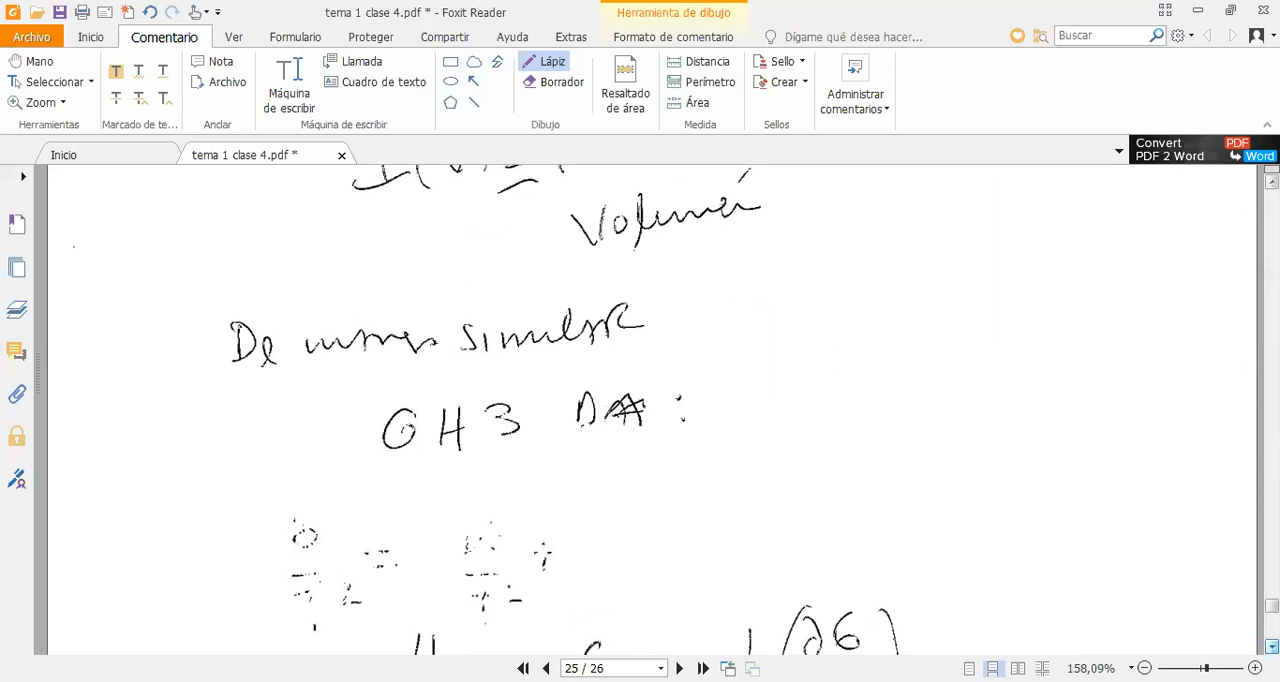 tema 1 clase 4.pdf * - Foxit Reader
Herramienta de dibujo
Archivo Inicio Comentario Ver Formulario Proteger Compartir Ayuda Extras Formato de comentario Dígame qué desea hacer... Buscar
Mano
Seleccionar
Zoom
Herramientas
Marcado de te...
Nota
Archivo
Anclar
Máquina de escribir
Llamada
Cuadro de texto
Máquina de escribir
Lápiz
Borrador
Dibujo
Resaltado de área
Distancia
Perímetro
Área
Medida
Sello
Crear
Sellos
Administrar comentarios
Inicio
tema 1 clase 4.pdf *
Convert PDF
PDF 2 Word Word
Volumen
De
GH3
25 / 26
158,09%